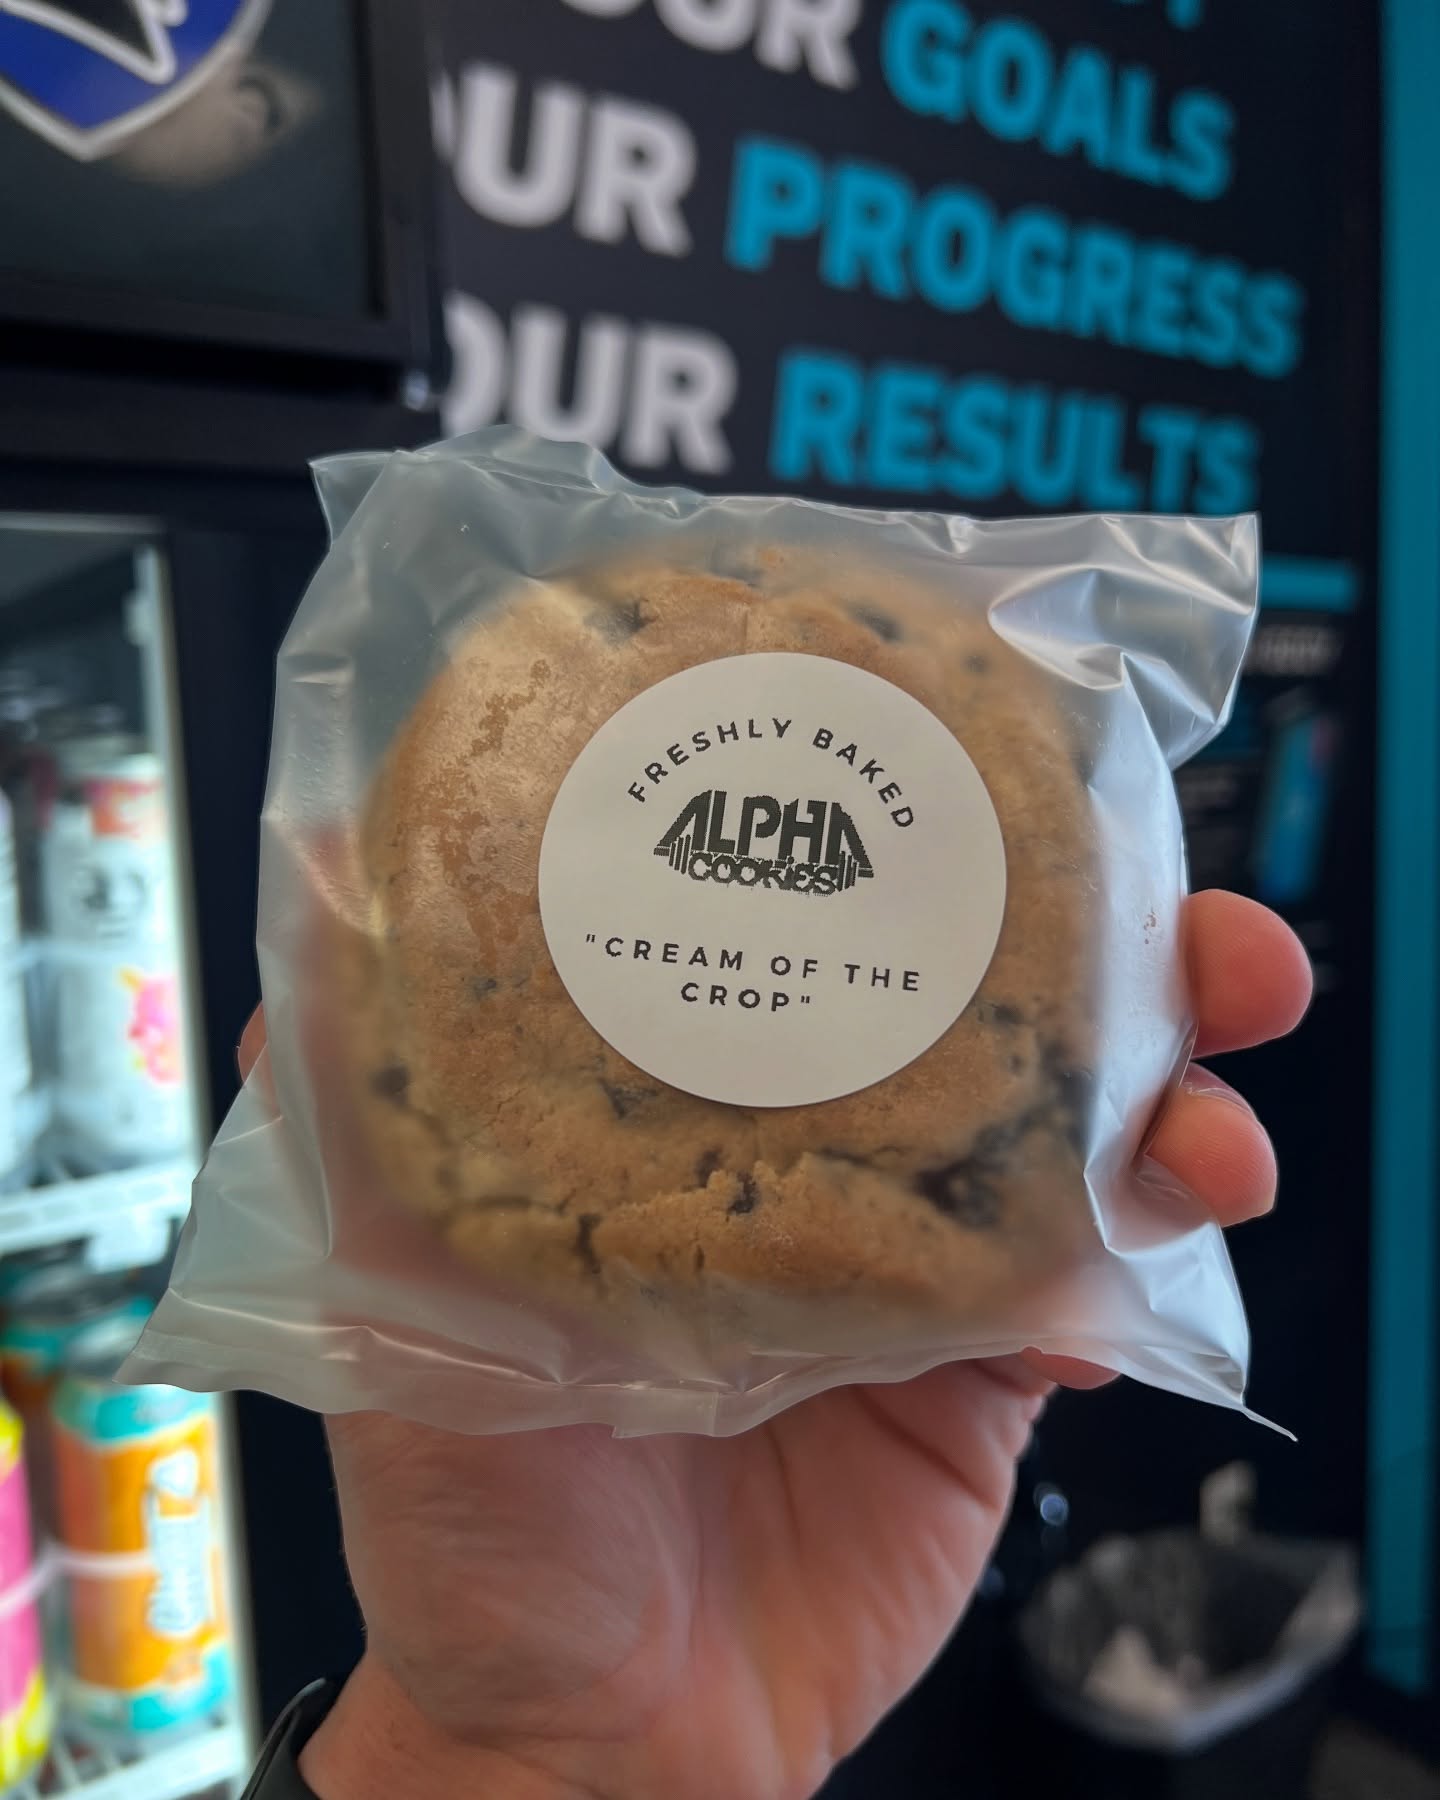 OUR GOALS
OUR PROGRESS
OUR RESULTS
FRESHLY BAKED
ALPHA
COOKIES
"CREAM OF THE
CROP"